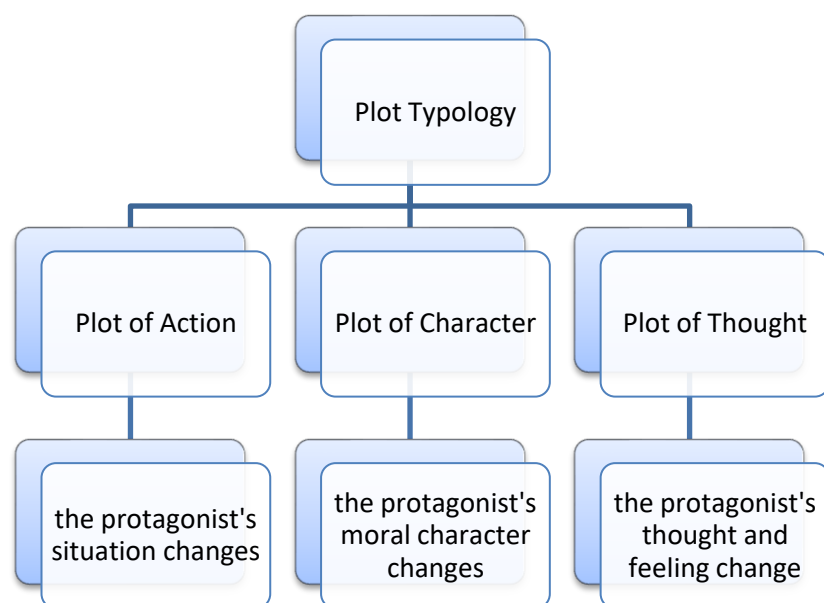 Plot Typology
Plot of Action
Plot of Character
Plot of Thought
the protagonist's
situation changes
the protagonist's
moral character
changes
the protagonist's
thought and
feeling change